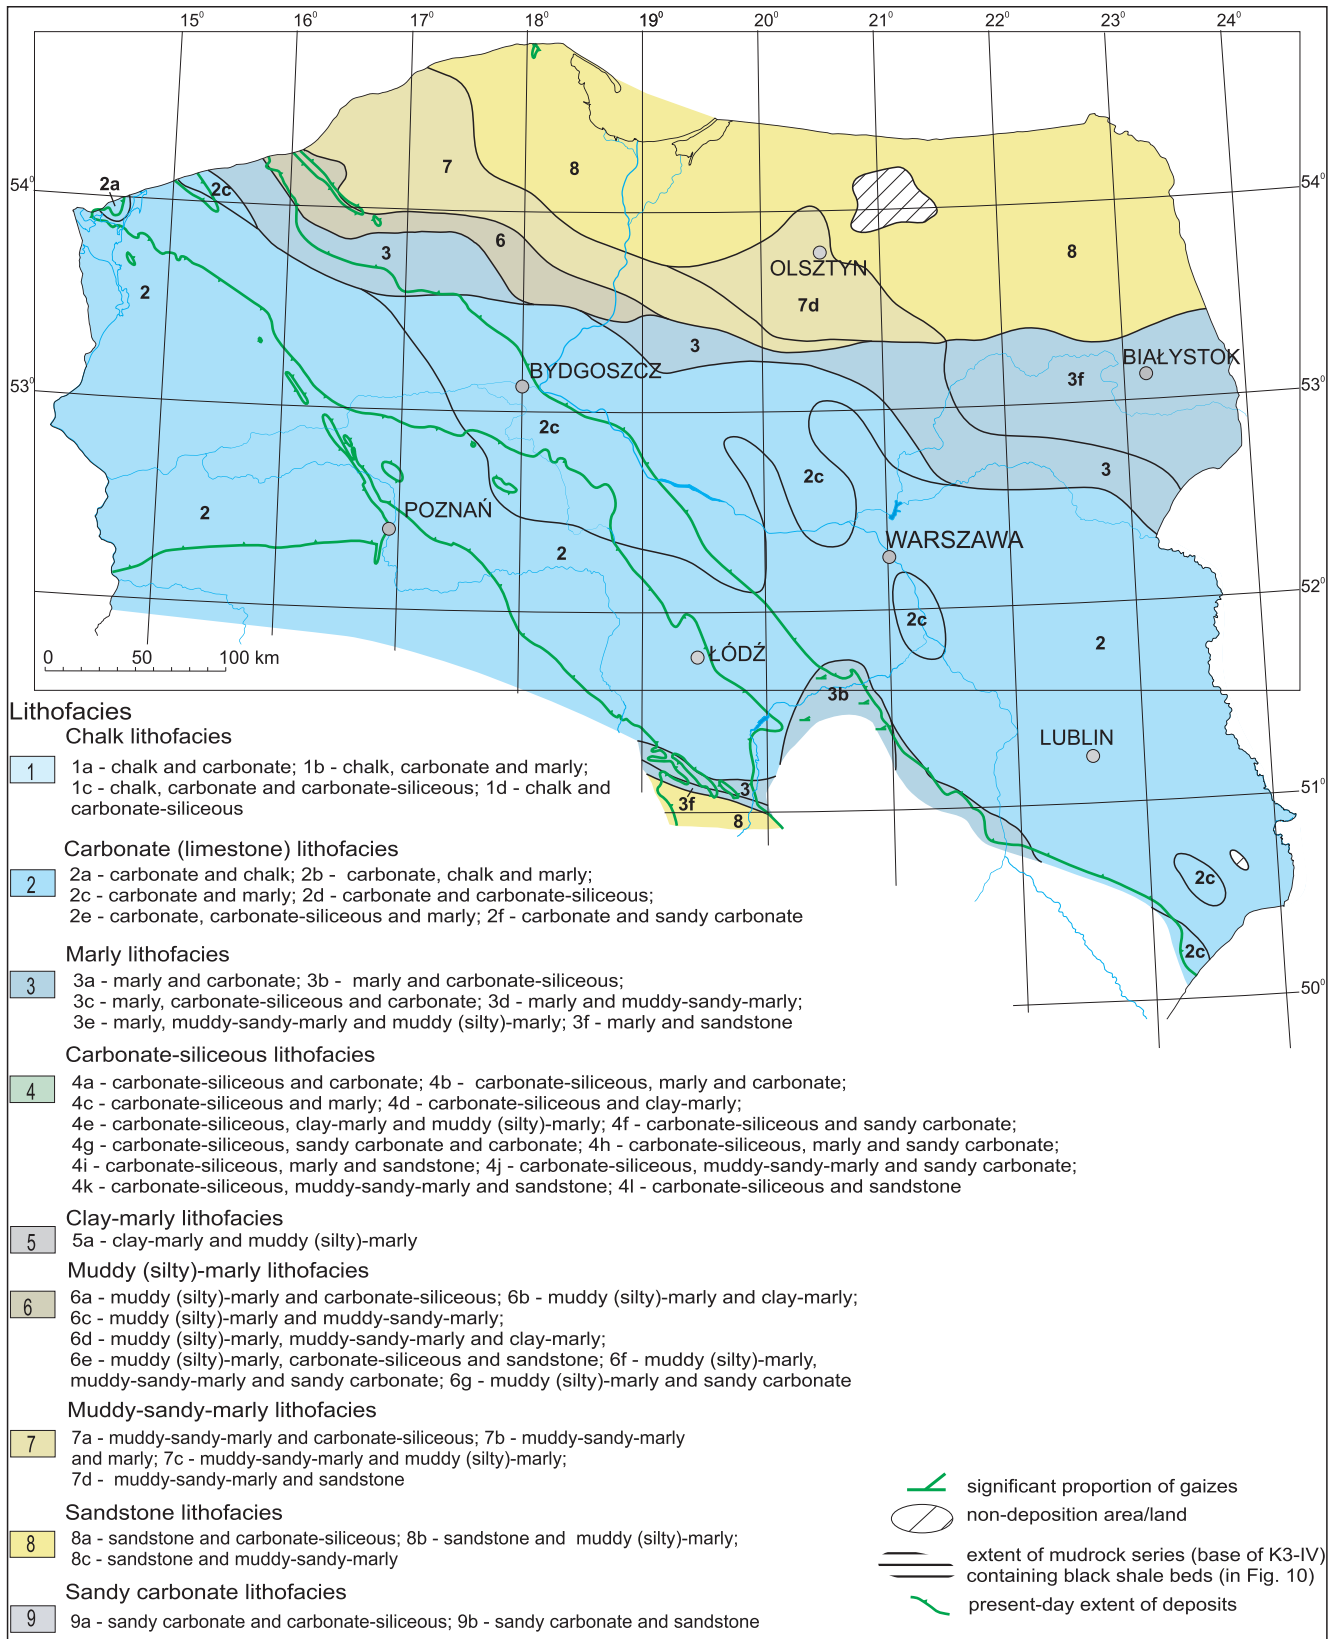 15⁰ 16⁰ 17⁰ 18⁰ 19⁰ 20⁰ 21⁰ 22⁰ 23⁰ 24⁰
54⁰
2a
2c
7
8
54⁰
3
6
8
OLSZTYN
2
7d
3
BIAŁYSTOK
53⁰
BYDGOSZCZ
3f
53⁰
2c
2c
3
2
POZNAŃ
WARSZAWA
2
52⁰
2c
2
0 50 100 km
ŁÓDŹ
3b
LUBLIN
3
3f
8
51⁰
2c
2c
50⁰
Lithofacies
Chalk lithofacies
1
1a - chalk and carbonate; 1b - chalk, carbonate and marly;
1c - chalk, carbonate and carbonate-siliceous; 1d - chalk and
carbonate-siliceous
Carbonate (limestone) lithofacies
2
2a - carbonate and chalk; 2b - carbonate, chalk and marly;
2c - carbonate and marly; 2d - carbonate and carbonate-siliceous;
2e - carbonate, carbonate-siliceous and marly; 2f - carbonate and sandy carbonate
Marly lithofacies
3
3a - marly and carbonate; 3b - marly and carbonate-siliceous;
3c - marly, carbonate-siliceous and carbonate; 3d - marly and muddy-sandy-marly;
3e - marly, muddy-sandy-marly and muddy (silty)-marly; 3f - marly and sandstone
Carbonate-siliceous lithofacies
4
4a - carbonate-siliceous and carbonate; 4b - carbonate-siliceous, marly and carbonate;
4c - carbonate-siliceous and marly; 4d - carbonate-siliceous and clay-marly;
4e - carbonate-siliceous, clay-marly and muddy (silty)-marly; 4f - carbonate-siliceous and sandy carbonate;
4g - carbonate-siliceous, sandy carbonate and carbonate; 4h - carbonate-siliceous, marly and sandy carbonate;
4i - carbonate-siliceous, marly and sandstone; 4j - carbonate-siliceous, muddy-sandy-marly and sandy carbonate;
4k - carbonate-siliceous, muddy-sandy-marly and sandstone; 4l - carbonate-siliceous and sandstone
Clay-marly lithofacies
5
5a - clay-marly and muddy (silty)-marly
Muddy (silty)-marly lithofacies
6
6a - muddy (silty)-marly and carbonate-siliceous; 6b - muddy (silty)-marly and clay-marly;
6c - muddy (silty)-marly and muddy-sandy-marly;
6d - muddy (silty)-marly, muddy-sandy-marly and clay-marly;
6e - muddy (silty)-marly, carbonate-siliceous and sandstone; 6f - muddy (silty)-marly,
muddy-sandy-marly and sandy carbonate; 6g - muddy (silty)-marly and sandy carbonate
Muddy-sandy-marly lithofacies
7
7a - muddy-sandy-marly and carbonate-siliceous; 7b - muddy-sandy-marly
and marly; 7c - muddy-sandy-marly and muddy (silty)-marly;
7d - muddy-sandy-marly and sandstone
Sandstone lithofacies
8
8a - sandstone and carbonate-siliceous; 8b - sandstone and muddy (silty)-marly;
8c - sandstone and muddy-sandy-marly
Sandy carbonate lithofacies
9
9a - sandy carbonate and carbonate-siliceous; 9b - sandy carbonate and sandstone
significant proportion of gaizes
non-deposition area/land
extent of mudrock series (base of K3-IV)
containing black shale beds (in Fig. 10)
present-day extent of deposits